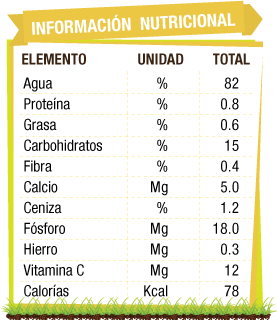 INFORMACIÓN NUTRICIONAL
ELEMENTO UNIDAD TOTAL
Agua % 82
Proteína % 0.8
Grasa % 0.6
Carbohidratos % 15
Fibra % 0.4
Calcio Mg 5.0
Ceniza % 1.2
Fósforo Mg 18.0
Hierro Mg 0.3
Vitamina C Mg 12
Calorías Kcal 78